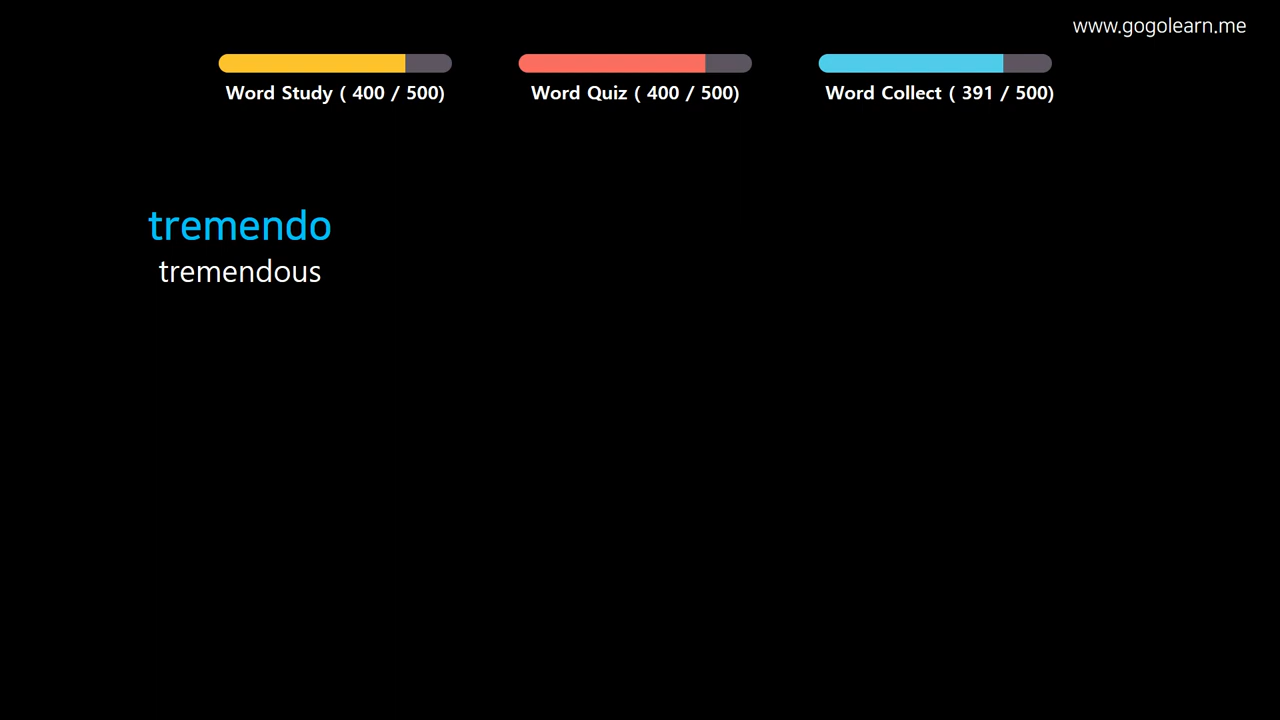 www.gogolearn.me
Word Study ( 400 / 500)
Word Quiz ( 400 / 500)
Word Collect ( 391 / 500)
tremendo
tremendous